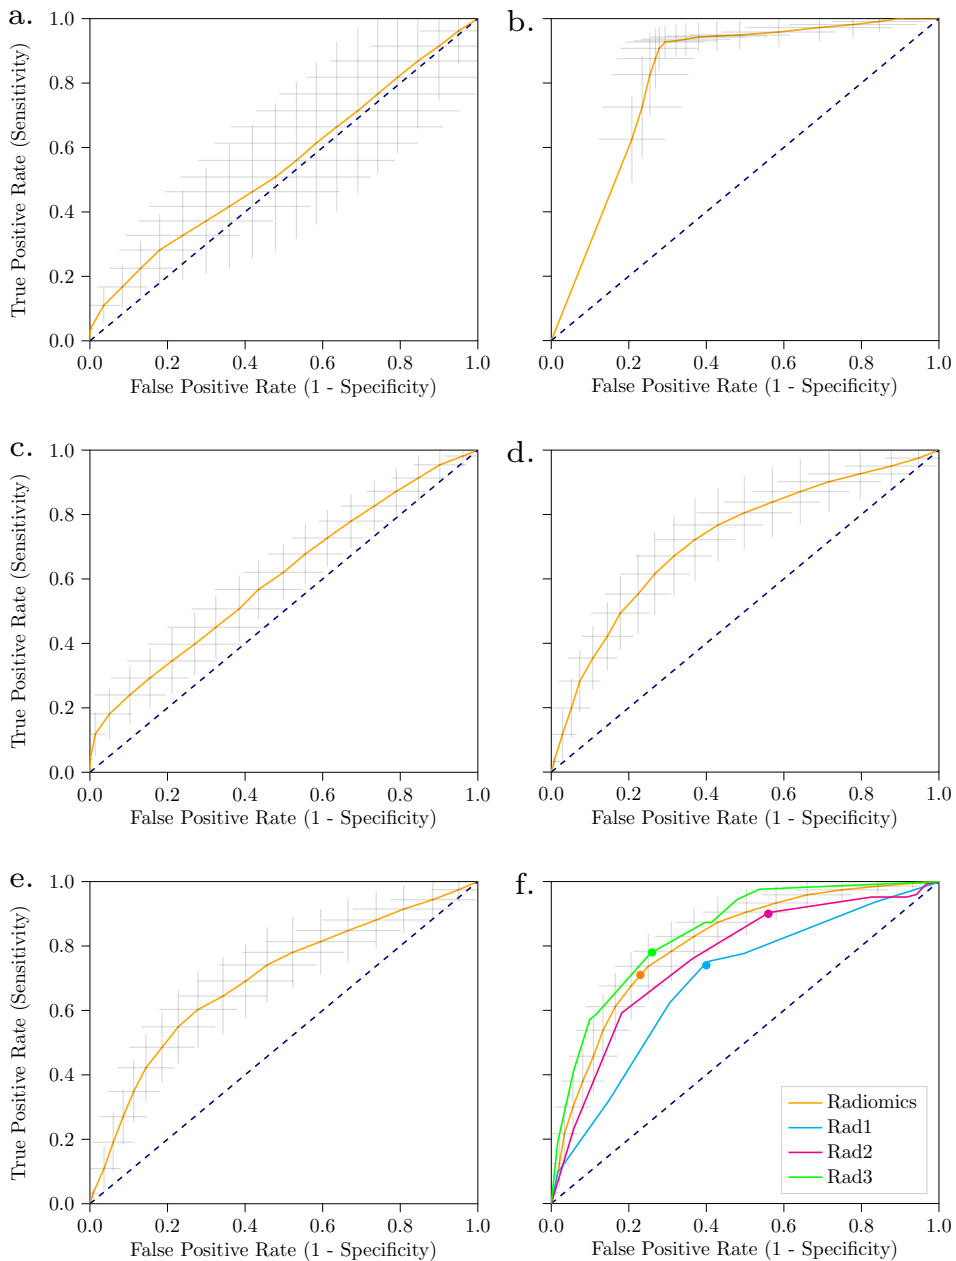 a.
1.0
0.8
0.6
0.4
0.2
0.0
True Positive Rate (Sensitivity)
0.0 0.2 0.4 0.6 0.8 1.0
False Positive Rate (1 - Specificity)
b.
0.0 0.2 0.4 0.6 0.8 1.0
False Positive Rate (1 - Specificity)
c.
1.0
0.8
0.6
0.4
0.2
0.0
True Positive Rate (Sensitivity)
0.0 0.2 0.4 0.6 0.8 1.0
False Positive Rate (1 - Specificity)
d.
0.0 0.2 0.4 0.6 0.8 1.0
False Positive Rate (1 - Specificity)
e.
1.0
0.8
0.6
0.4
0.2
0.0
True Positive Rate (Sensitivity)
0.0 0.2 0.4 0.6 0.8 1.0
False Positive Rate (1 - Specificity)
f.
Radiomics
Rad1
Rad2
Rad3
0.0 0.2 0.4 0.6 0.8 1.0
False Positive Rate (1 - Specificity)